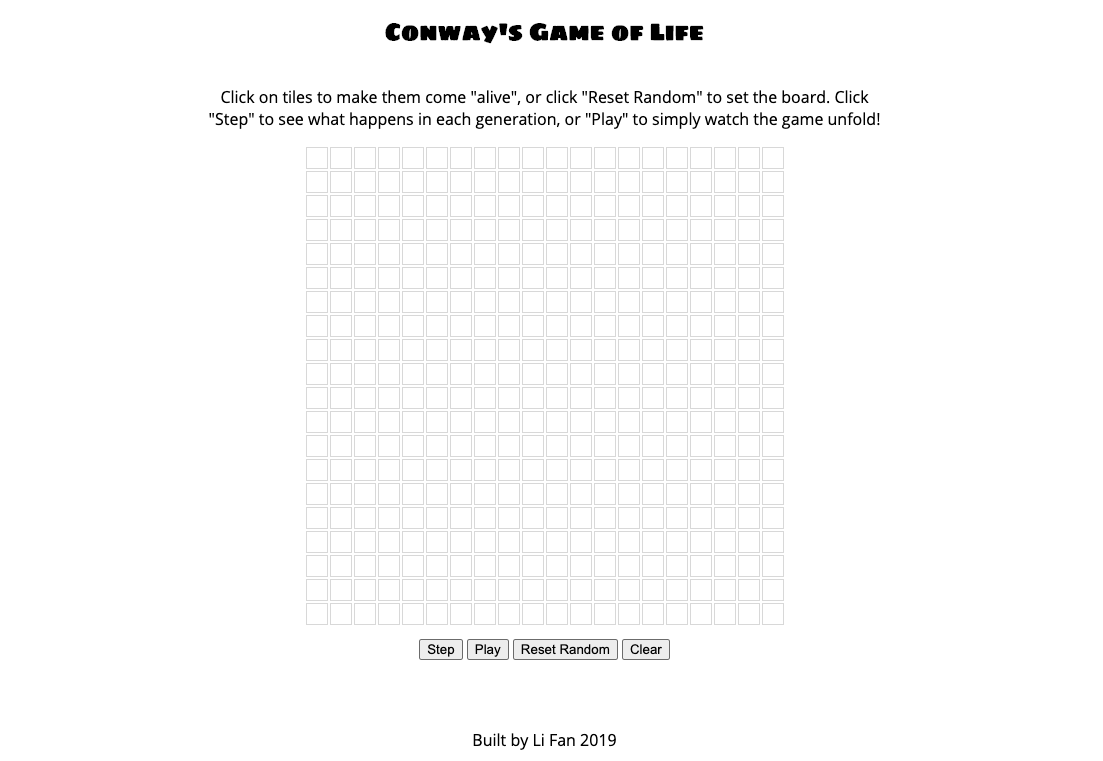 Conway's Game of Life
Click on tiles to make them come "alive", or click "Reset Random" to set the board. Click
"Step" to see what happens in each generation, or "Play" to simply watch the game unfold!
Step Play Reset Random Clear
Built by Li Fan 2019